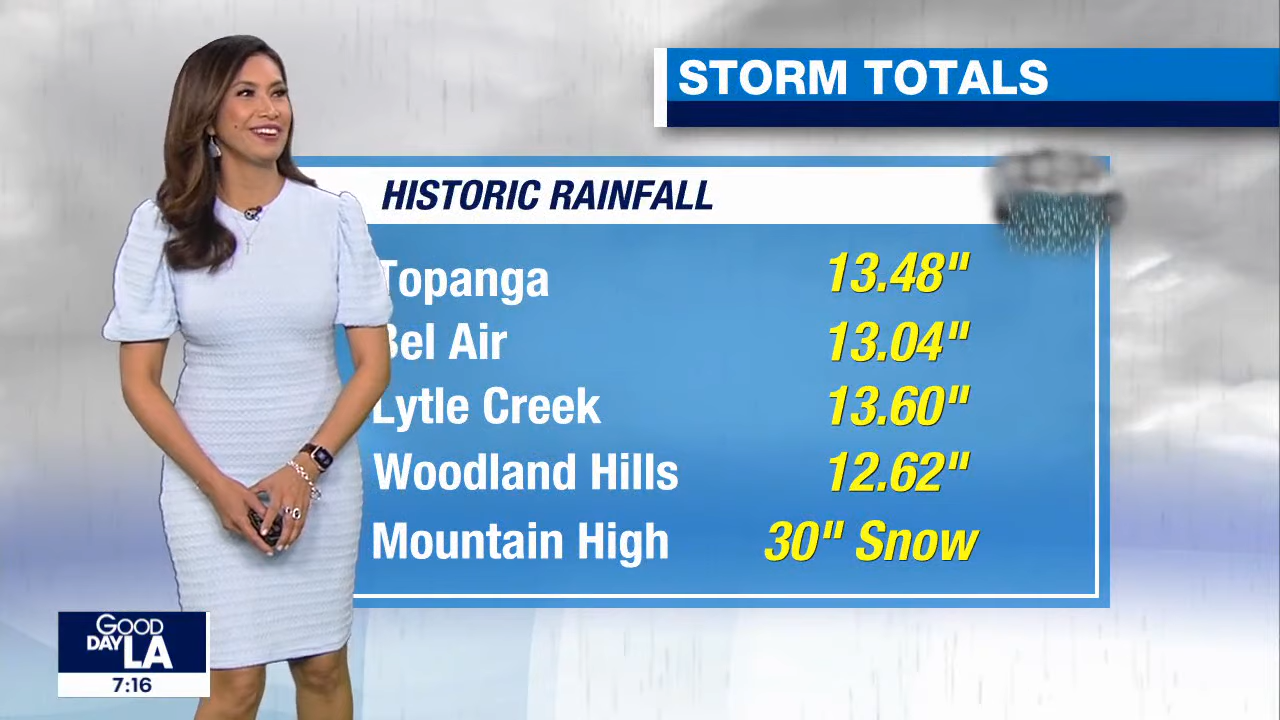 STORM TOTALS
HISTORIC RAINFALL
Topanga 13.48"
Bel Air 13.04"
Lytle Creek 13.60"
Woodland Hills 12.62"
Mountain High 30" Snow
GOOD
DAY LA
7:16